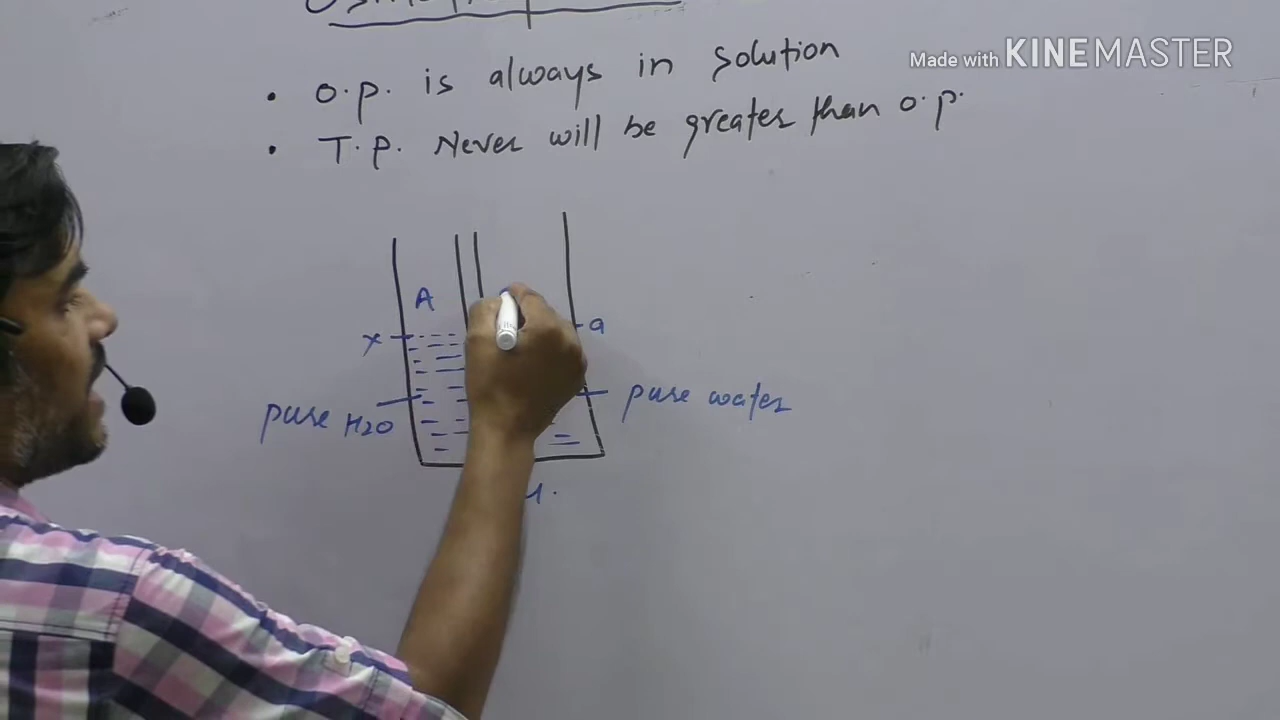 Made with KINEMASTER
• O.P. is always in solution
• T.P. Never will be greater than O.P.
A
x
a
pure H2O
pure water